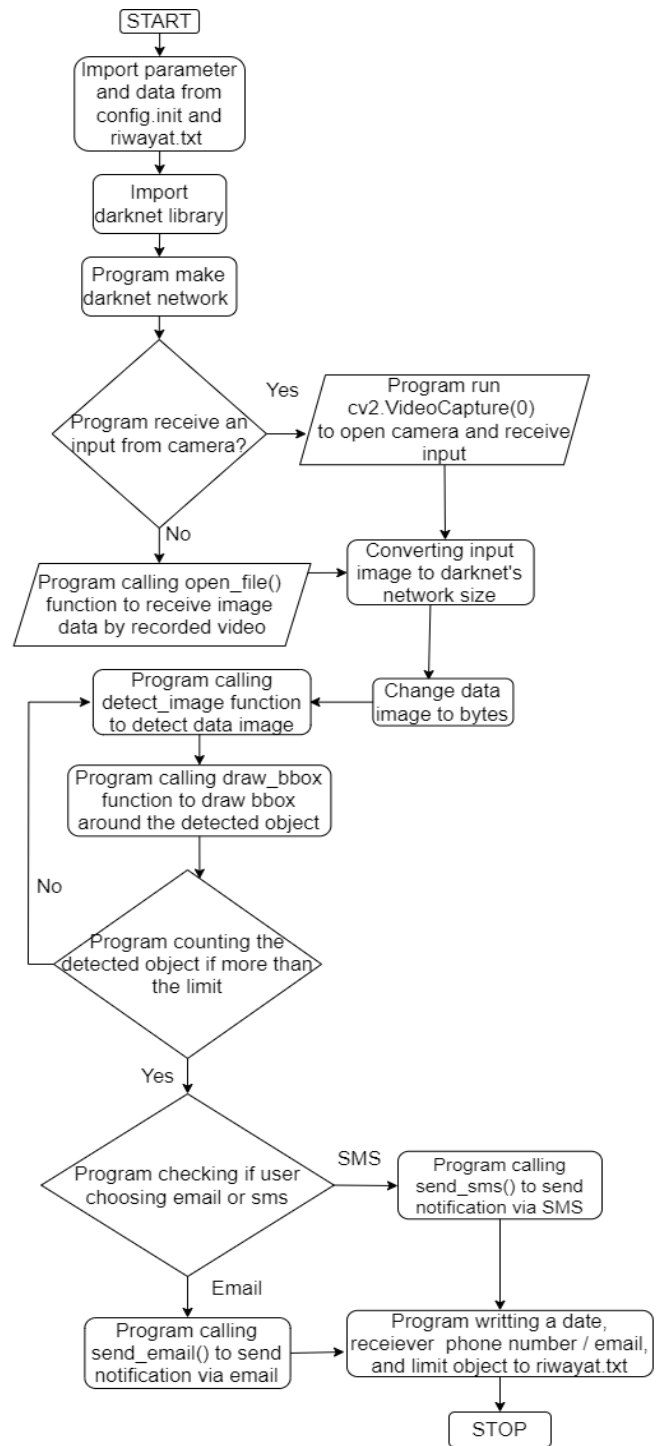 START
Import parameter
and data from
config.init and
riwayat.txt
Import
darknet library
Program make
darknet network
Program receive an
input from camera?
Yes
Program run
cv2.VideoCapture(0)
to open camera and receive
input
No
Program calling open_file()
function to receive image
data by recorded video
Converting input
image to darknet's
network size
Change data
image to bytes
Program calling
detect_image function
to detect data image
Program calling draw_bbox
function to draw bbox
around the detected object
No
Program counting the
detected object if more than
the limit
Yes
Program checking if user
choosing email or sms
SMS
Program calling
send_sms() to send
notification via SMS
Email
Program calling
send_email() to send
notification via email
Program writting a date,
receiever phone number / email,
and limit object to riwayat.txt
STOP